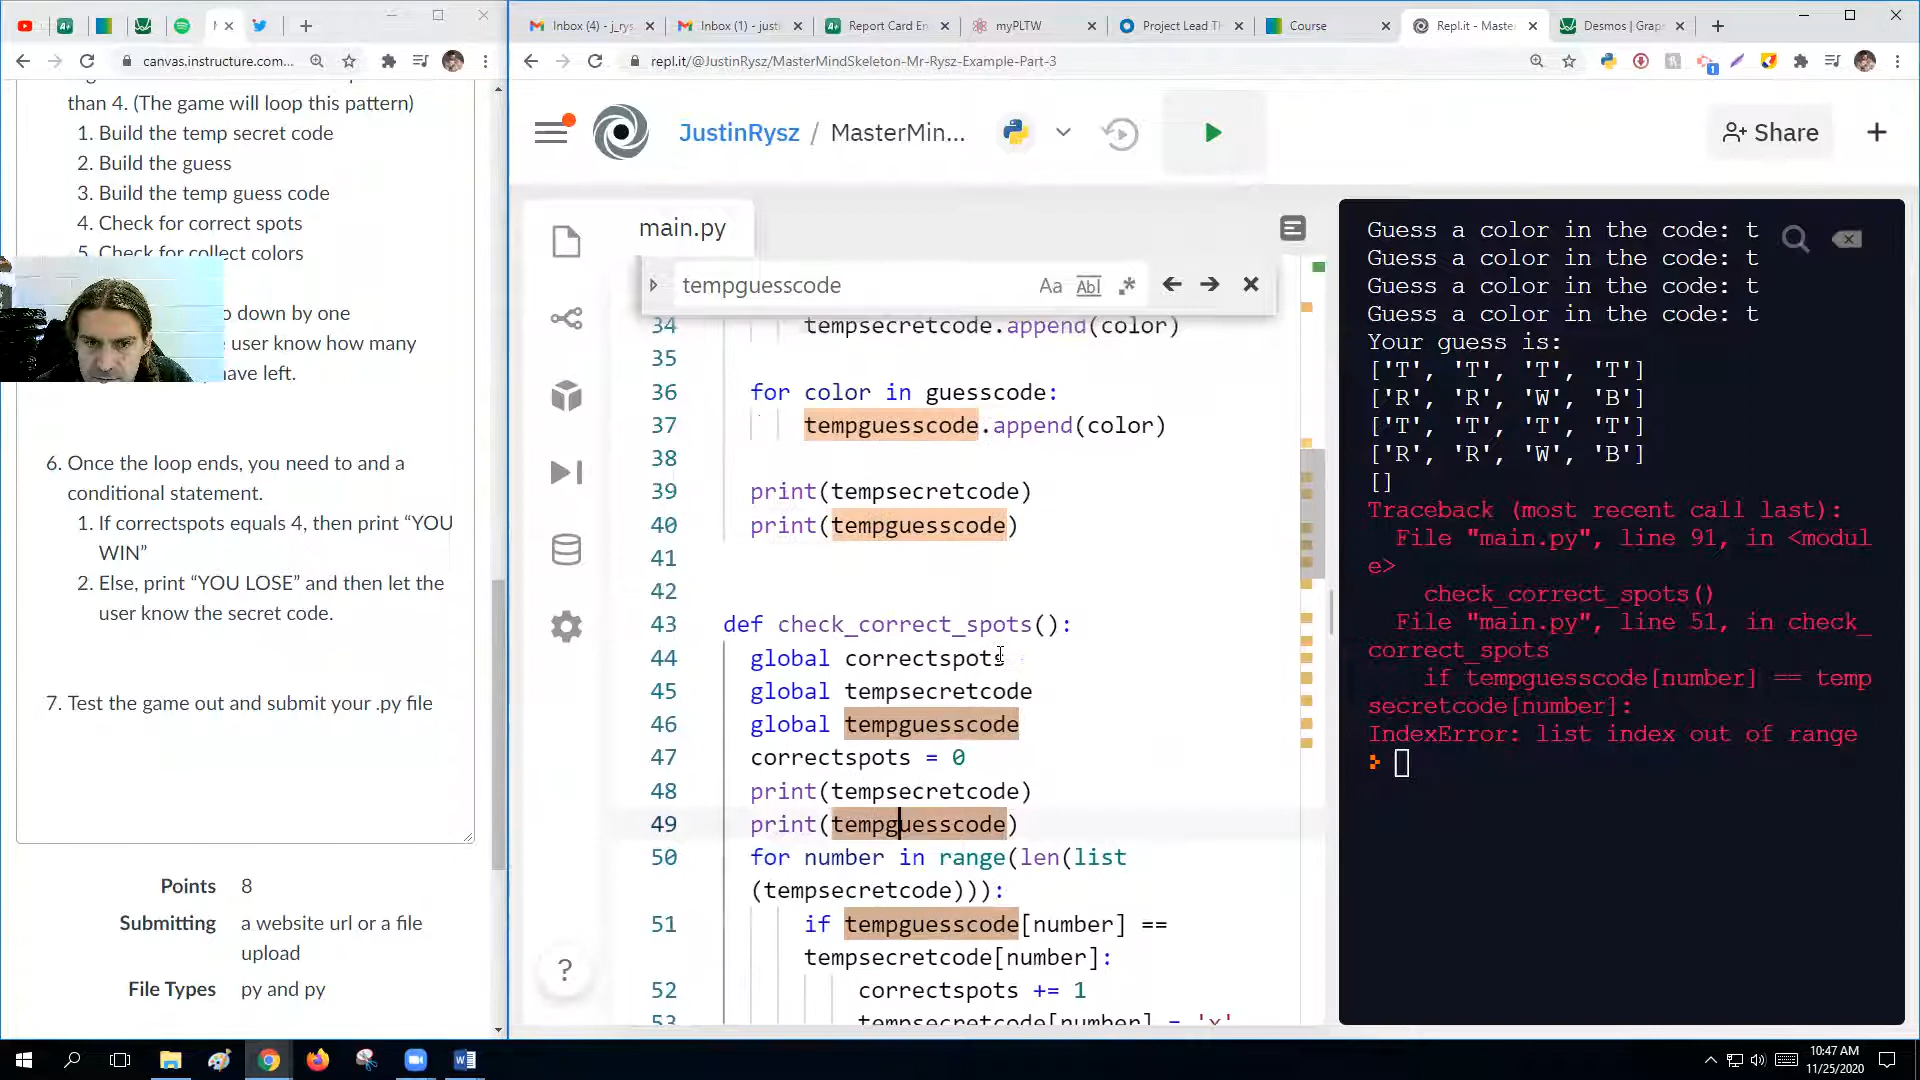 Inbox (4) - j_rys
Inbox (1) - justi
Report Card En
myPLTW
Project Lead Th
Course
Repl.it - Master
Desmos | Grap
canvas.instructure.com...
repl.it/@JustinRysz/MasterMindSkeleton-Mr-Rysz-Example-Part-3
than 4. (The game will loop this pattern)
1. Build the temp secret code
2. Build the guess
3. Build the temp guess code
4. Check for correct spots
5. Check for collect colors
o down by one
user know how many
ave left.
6. Once the loop ends, you need to and a
conditional statement.
1. If correctspots equals 4, then print “YOU
WIN”
2. Else, print “YOU LOSE” and then let the
user know the secret code.
7. Test the game out and submit your .py file
Points 8
Submitting a website url or a file
upload
File Types py and py
JustinRysz / MasterMin...
Share
main.py
tempguesscode
Aa Abl .*
34 tempsecretcode.append(color)
35
36 for color in guesscode:
37 tempguesscode.append(color)
38
39 print(tempsecretcode)
40 print(tempguesscode)
41
42
43 def check_correct_spots():
44 global correctspots
45 global tempsecretcode
46 global tempguesscode
47 correctspots = 0
48 print(tempsecretcode)
49 print(tempguesscode)
50 for number in range(len(list
(tempsecretcode))):
51 if tempguesscode[number] ==
tempsecretcode[number]:
52 correctspots += 1
53 tempsecretcode[number] = 'x'
?
Guess a color in the code: t
Guess a color in the code: t
Guess a color in the code: t
Guess a color in the code: t
Your guess is:
['T', 'T', 'T', 'T']
['R', 'R', 'W', 'B']
['T', 'T', 'T', 'T']
['R', 'R', 'W', 'B']
[]
Traceback (most recent call last):
File "main.py", line 91, in <modul
e>
check_correct_spots()
File "main.py", line 51, in check_
correct_spots
if tempguesscode[number] == temp
secretcode[number]:
IndexError: list index out of range
10:47 AM
11/25/2020